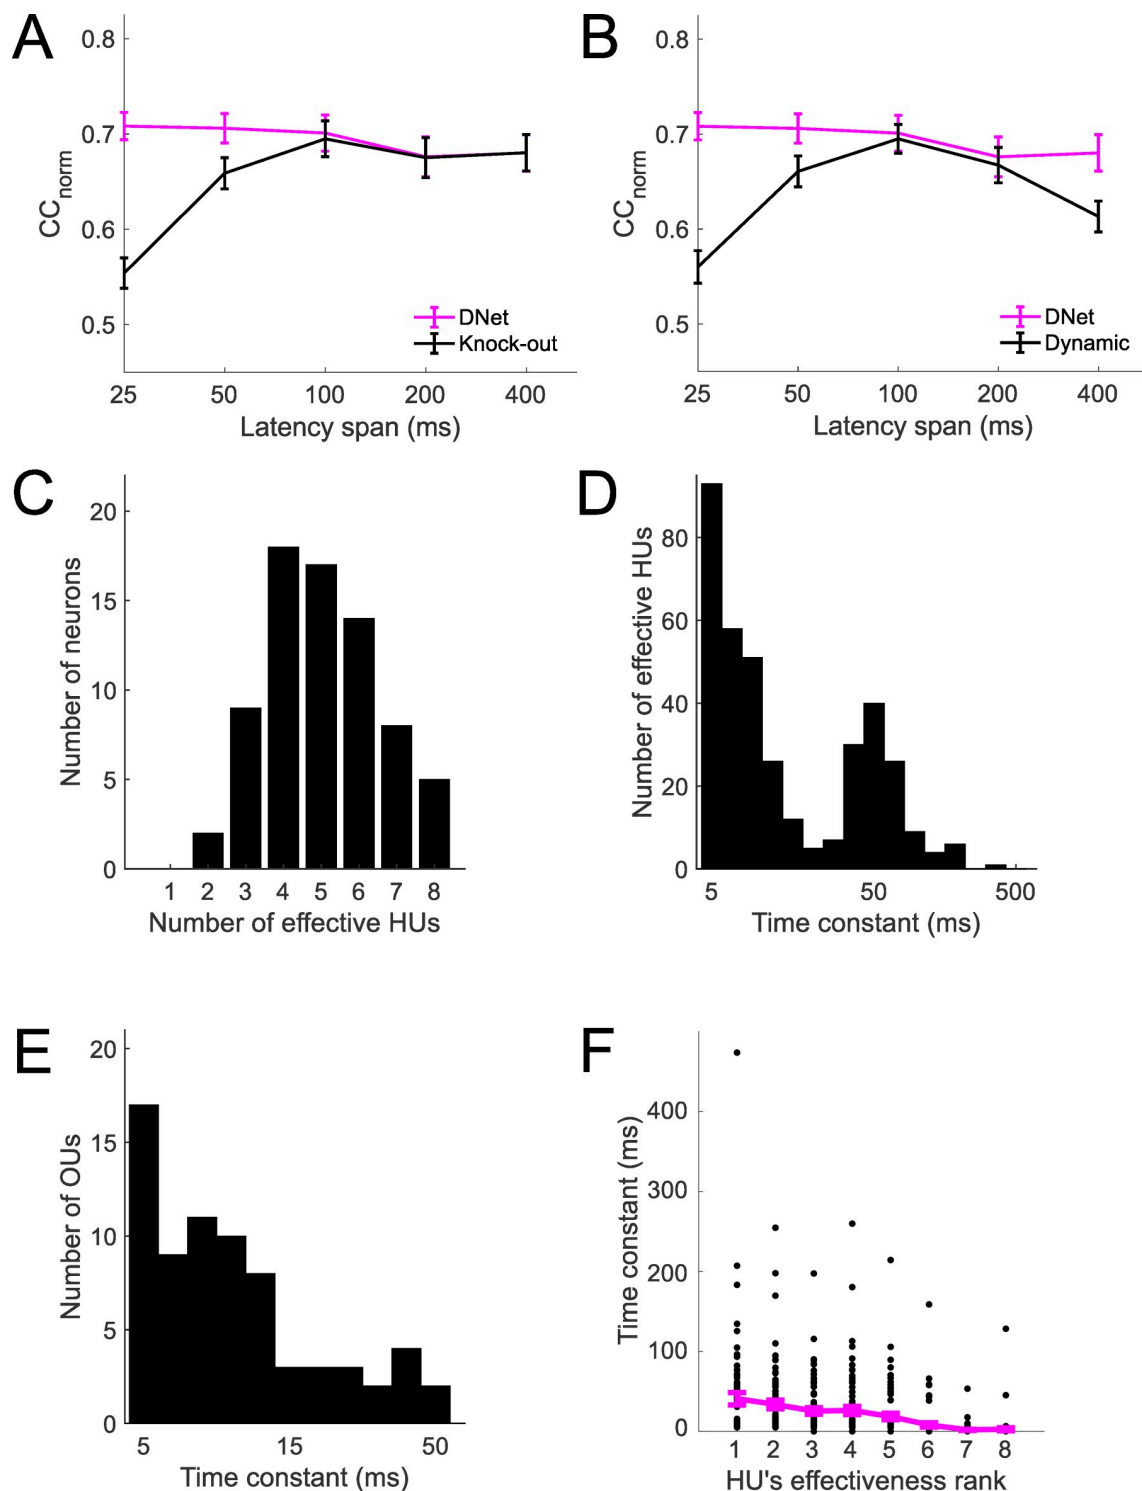 A
0.8
0.7
0.6
0.5
CCnorm
DNet
Knock-out
25 50 100 200 400
Latency span (ms)
B
0.8
0.7
0.6
0.5
CCnorm
DNet
Dynamic
25 50 100 200 400
Latency span (ms)
C
20
15
10
5
0
Number of neurons
1 2 3 4 5 6 7 8
Number of effective HUs
D
80
60
40
20
0
Number of effective HUs
5 50 500
Time constant (ms)
E
20
15
10
5
0
Number of OUs
5 15 50
Time constant (ms)
F
400
300
200
100
0
Time constant (ms)
1 2 3 4 5 6 7 8
HU's effectiveness rank